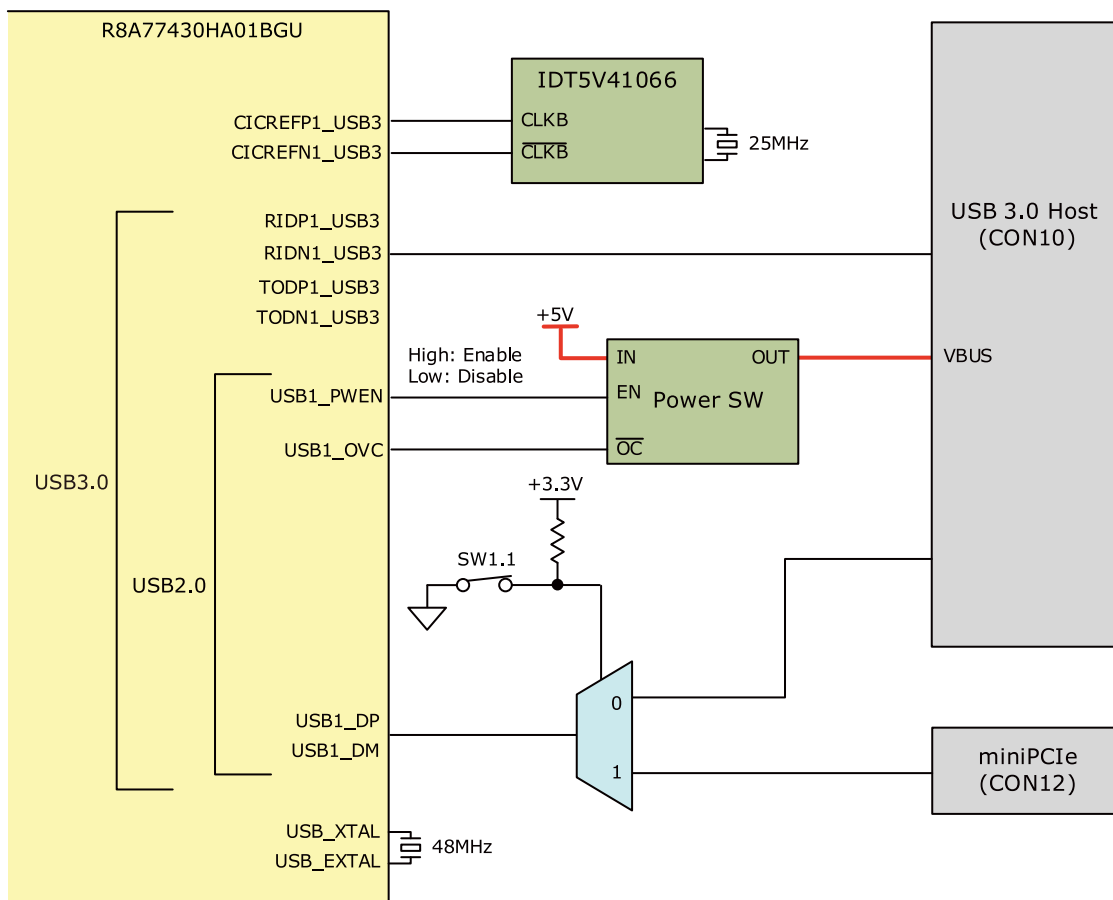 R8A77430HA01BGU
IDT5V41066
CICREFP1_USB3
CLKB
CICREFN1_USB3
CLKB
25MHz
RIDP1_USB3
RIDN1_USB3
TODP1_USB3
TODN1_USB3
USB 3.0 Host
(CON10)
+5V
High: Enable
Low: Disable
IN
OUT
VBUS
USB1_PWEN
EN
Power SW
USB1_OVC
OC
USB3.0
+3.3V
SW1.1
USB2.0
0
USB1_DP
USB1_DM
1
miniPCIe
(CON12)
USB_XTAL
USB_EXTAL
48MHz